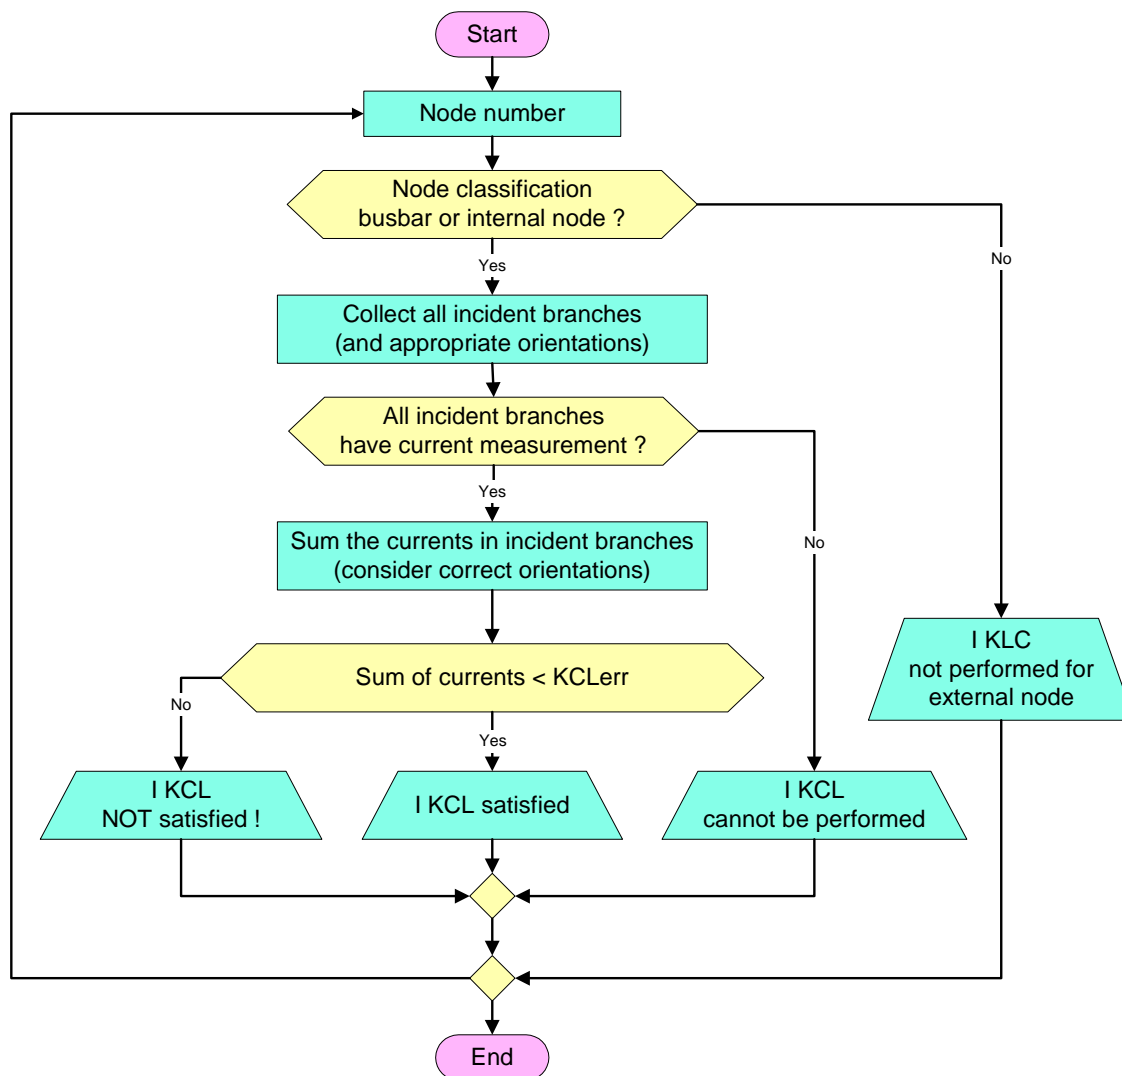 Start
Node number
Node classification
busbar or internal node ?
No
Yes
Collect all incident branches
(and appropriate orientations)
All incident branches
have current measurement ?
Yes
Sum the currents in incident branches
(consider correct orientations)
No
I KLC
not performed for
external node
Sum of currents < KCLerr
No
Yes
I KCL
NOT satisfied !
I KCL satisfied
I KCL
cannot be performed
End